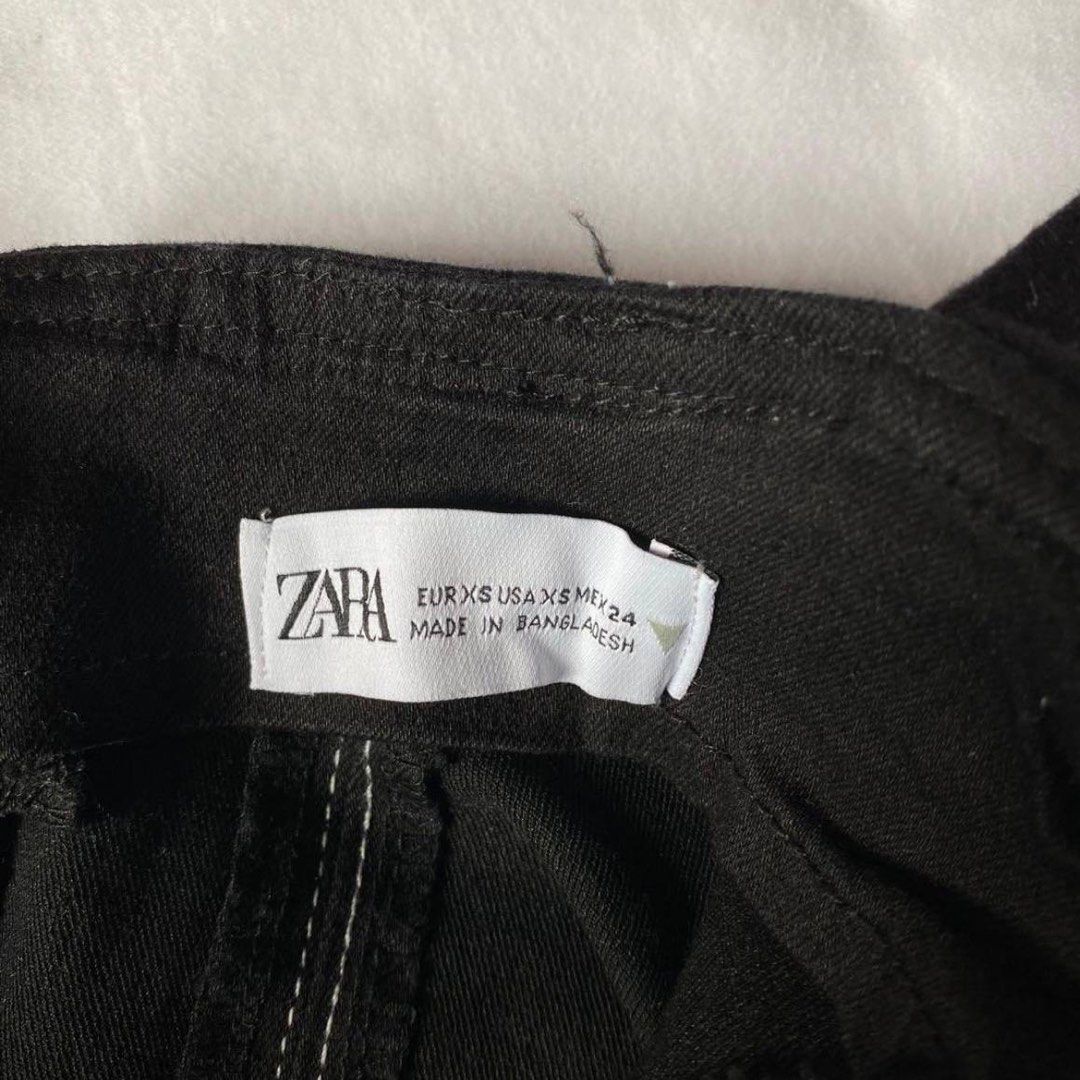 ZARA
EUR XS USA XS MEX 24
MADE IN BANGLADESH